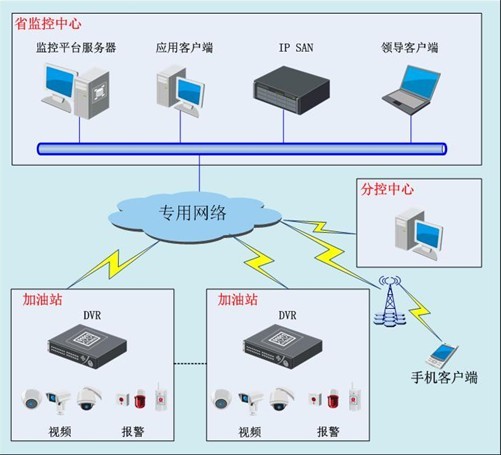 省监控中心
监控平台服务器 应用客户端 IP SAN 领导客户端
专用网络
分控中心
加油站
DVR
视频 报警
加油站
DVR
视频 报警
手机客户端